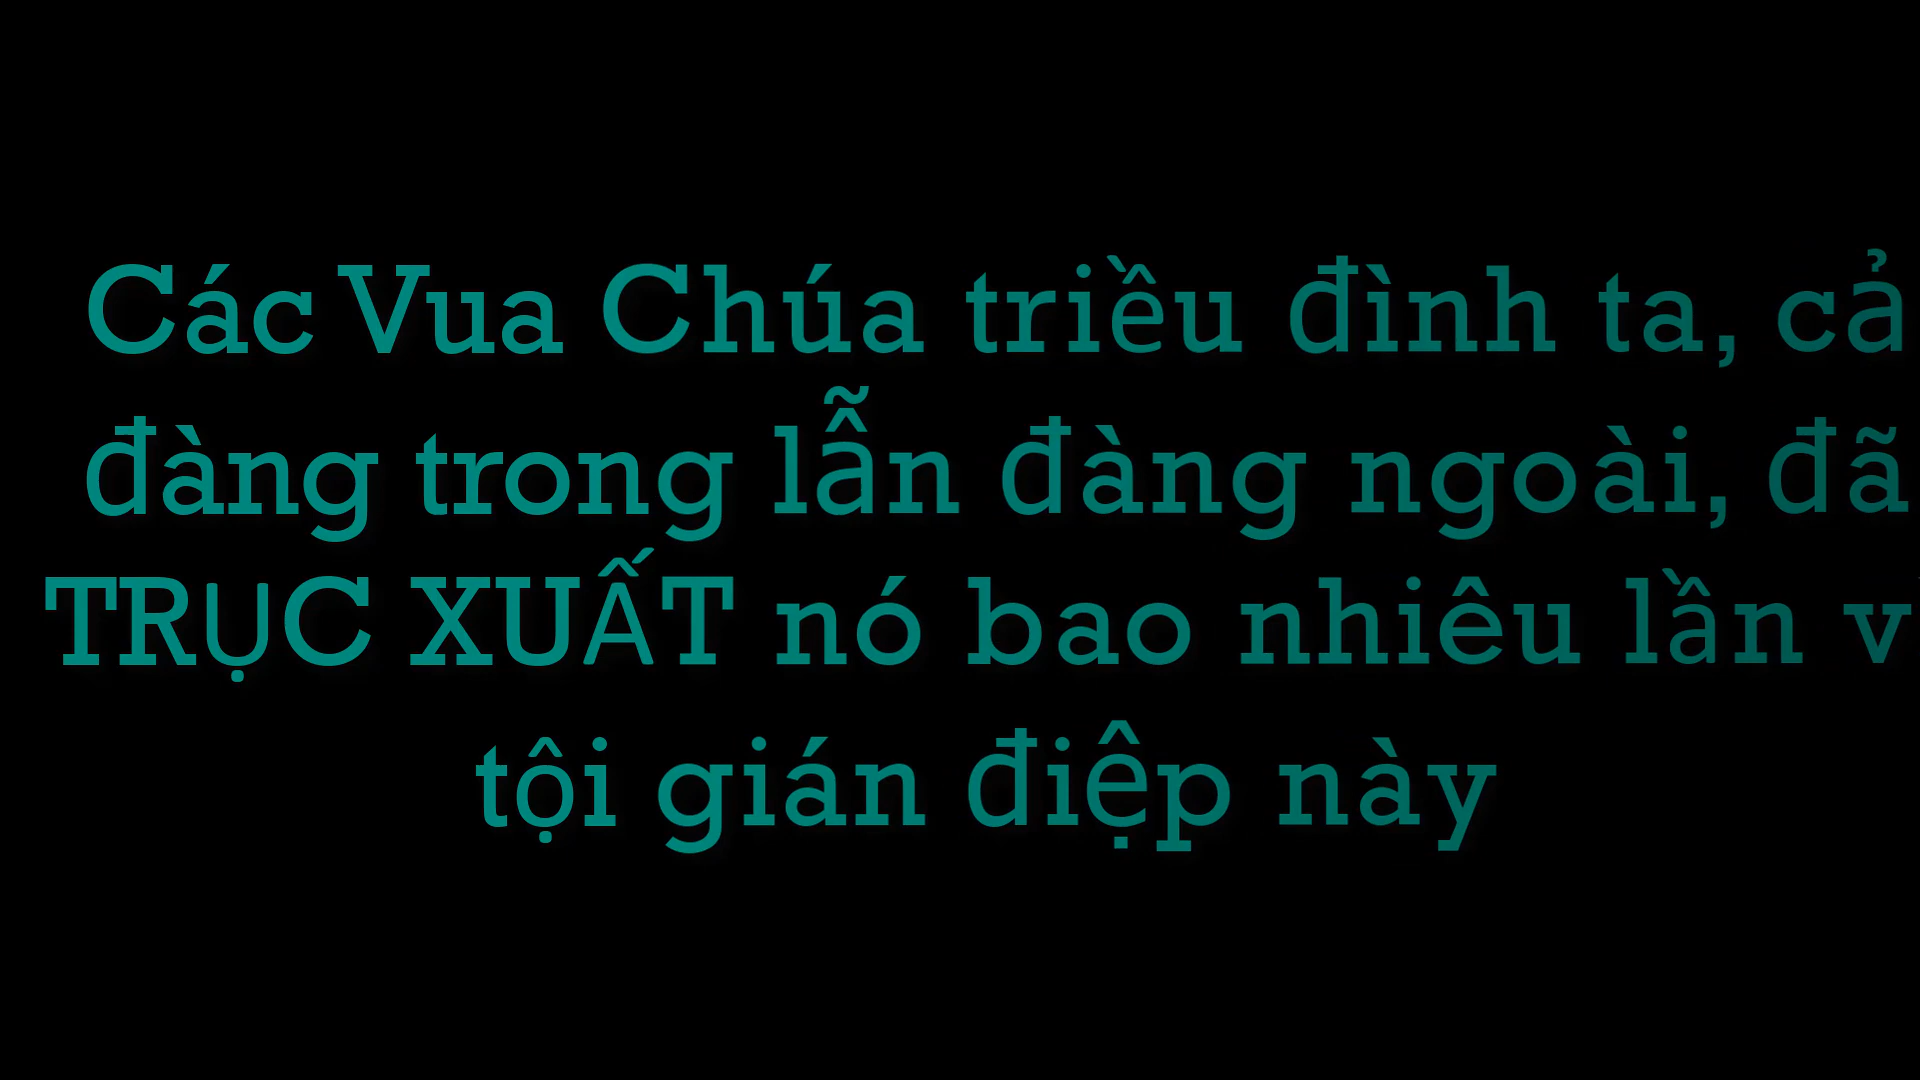 Các Vua Chúa triều đình ta, cả
đàng trong lẫn đàng ngoài, đã
TRỤC XUẤT nó bao nhiêu lần
tội gián điệp này